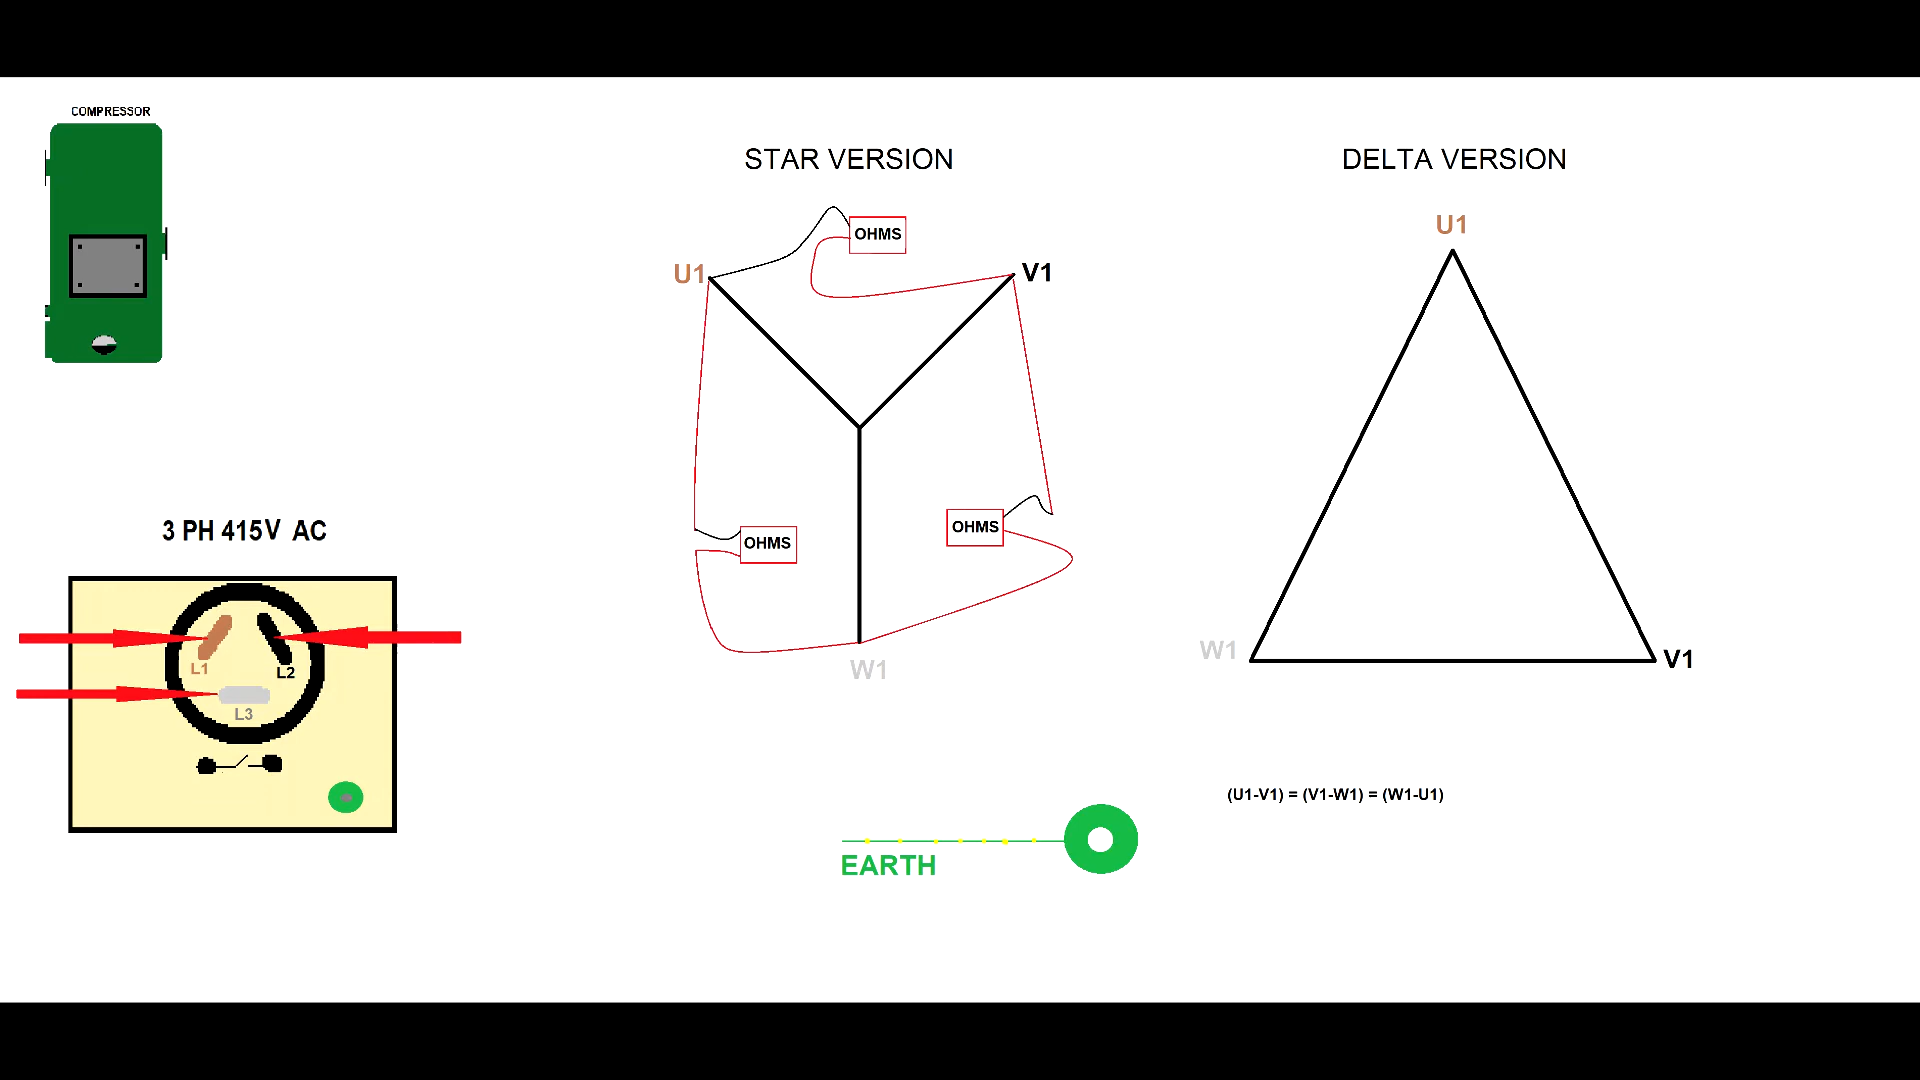 COMPRESSOR
STAR VERSION
DELTA VERSION
U1
OHMS
U1
V1
3 PH 415V AC
OHMS
OHMS
L1
L2
L3
W1
W1
V1
(U1-V1) = (V1-W1) = (W1-U1)
EARTH